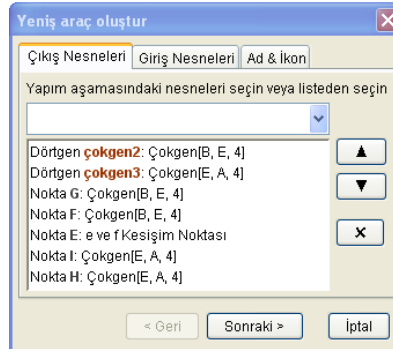 Yeniş araç oluştur
Çıkış Nesneleri Giriş Nesneleri Ad & İkon
Yapım aşamasındaki nesneleri seçin veya listeden seçin
Dörtgen çokgen2: Çokgen[B, E, 4]
Dörtgen çokgen3: Çokgen[E, A, 4]
Nokta G: Çokgen[B, E, 4]
Nokta F: Çokgen[B, E, 4]
Nokta E: e ve f Kesişim Noktası
Nokta I: Çokgen[E, A, 4]
Nokta H: Çokgen[E, A, 4]
< Geri Sonraki > İptal